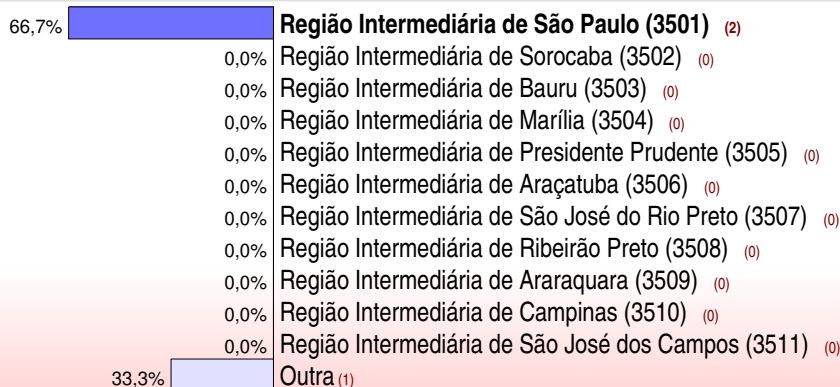 66,7% Região Intermediária de São Paulo (3501) (2)
0,0% Região Intermediária de Sorocaba (3502) (0)
0,0% Região Intermediária de Bauru (3503) (0)
0,0% Região Intermediária de Marília (3504) (0)
0,0% Região Intermediária de Presidente Prudente (3505) (0)
0,0% Região Intermediária de Araçatuba (3506) (0)
0,0% Região Intermediária de São José do Rio Preto (3507) (0)
0,0% Região Intermediária de Ribeirão Preto (3508) (0)
0,0% Região Intermediária de Araraquara (3509) (0)
0,0% Região Intermediária de Campinas (3510) (0)
0,0% Região Intermediária de São José dos Campos (3511) (0)
33,3% Outra (1)